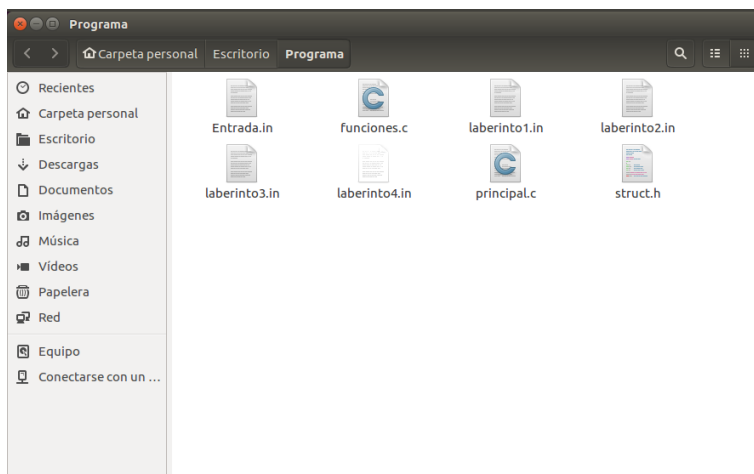 Programa
Carpeta personal Escritorio Programa
Recientes
Carpeta personal
Escritorio
Descargas
Documentos
Imágenes
Música
Vídeos
Papelera
Red
Equipo
Conectarse con un ...
Entrada.in funciones.c laberinto1.in laberinto2.in
laberinto3.in laberinto4.in principal.c struct.h